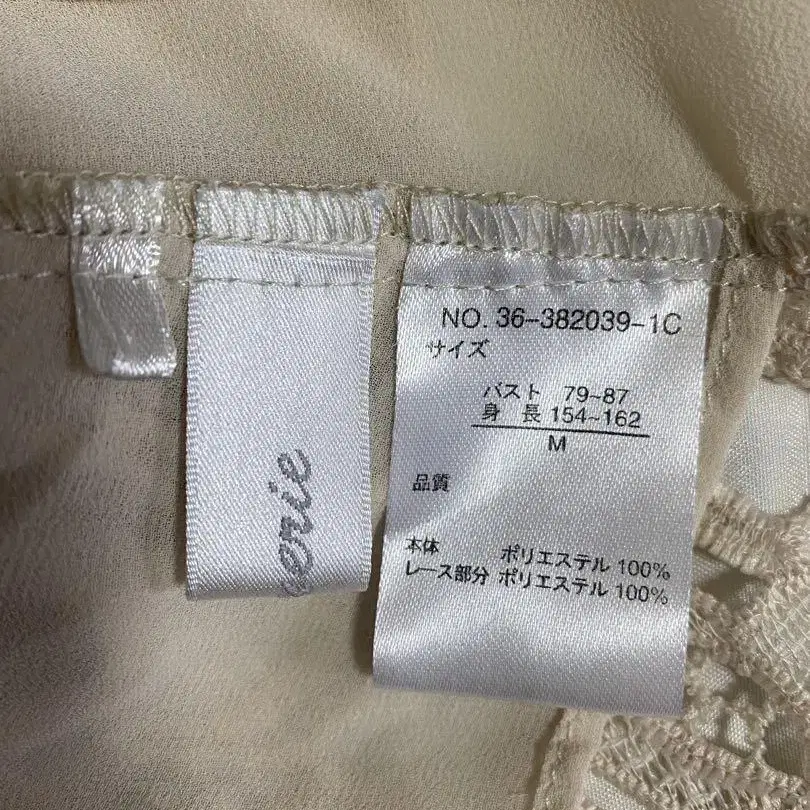 NO. 36-382039-1C
サイズ
バスト 79~87
身 長 154~162
M
品質
本体 ポリエステル 100%
レース部分 ポリエステル 100%